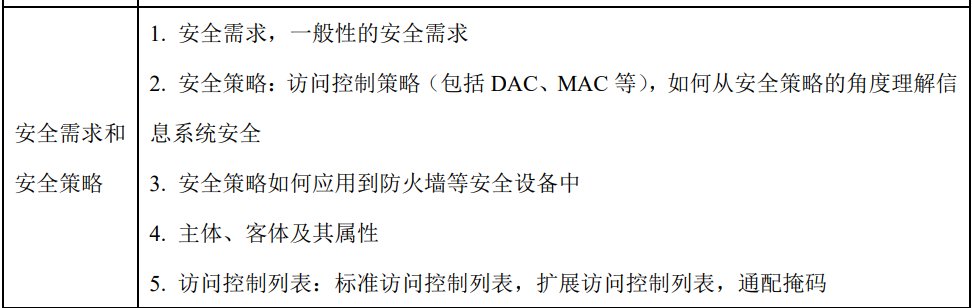 安全需求和
安全策略
1. 安全需求，一般性的安全需求
2. 安全策略：访问控制策略（包括 DAC、MAC 等），如何从安全策略的角度理解信
息系统安全
3. 安全策略如何应用到防火墙等安全设备中
4. 主体、客体及其属性
5. 访问控制列表：标准访问控制列表，扩展访问控制列表，通配掩码